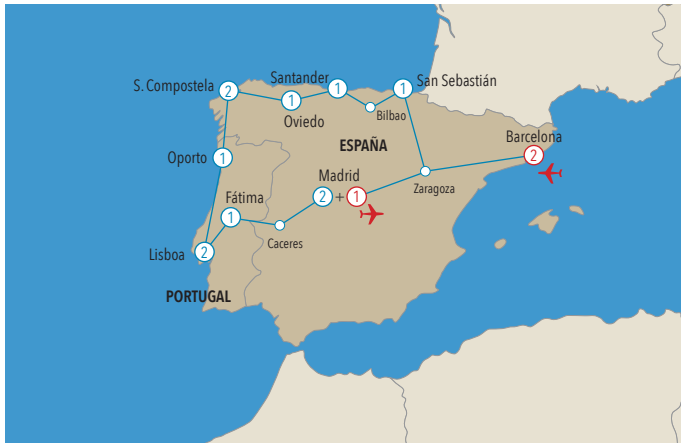 S. Compostela
2
Santander
1
1
Oviedo
Bilbao
1
San Sebastián
ESPAÑA
Barcelona
2
Oporto
1
Madrid
2
+
1
Zaragoza
Fátima
1
Caceres
Lisboa
2
PORTUGAL